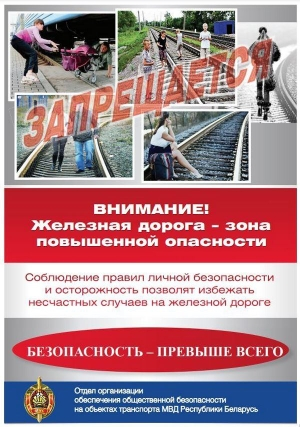 ЗАПРЕЩАЕТСЯ
ВНИМАНИЕ!
Железная дорога – зона
повышенной опасности
Соблюдение правил личной безопасности
и осторожность позволят избежать
несчастных случаев на железной дороге
БЕЗОПАСНОСТЬ – ПРЕВЫШЕ ВСЕГО
Отдел организации
обеспечения общественной безопасности
на объектах транспорта МВД Республики Беларусь